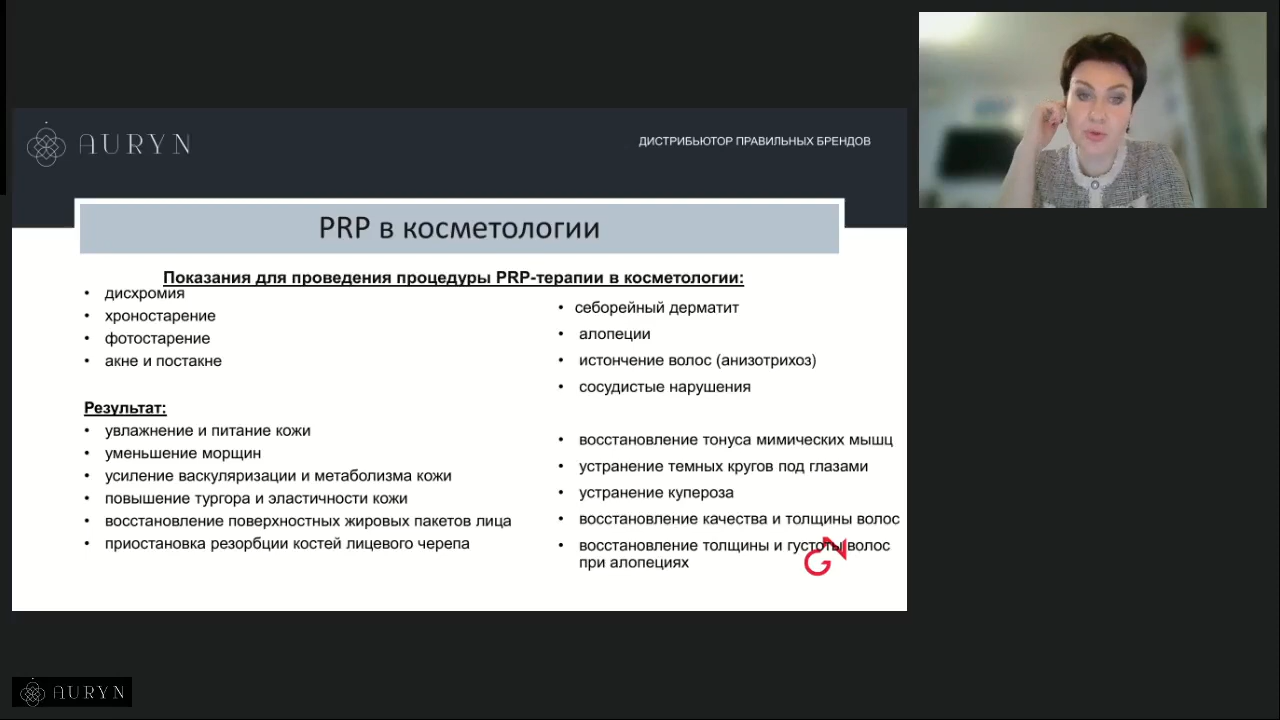 AURYN
ДИСТРИБЬЮТОР ПРАВИЛЬНЫХ БРЕНДОВ
PRP в косметологии
Показания для проведения процедуры PRP-терапии в косметологии:
• дисхромия
• хроностарение
• фотостарение
• акне и постакне
• себорейный дерматит
• алопеции
• истончение волос (анизотрихоз)
• сосудистые нарушения
Результат:
• увлажнение и питание кожи
• уменьшение морщин
• усиление васкуляризации и метаболизма кожи
• повышение тургора и эластичности кожи
• восстановление поверхностных жировых пакетов лица
• приостановка резорбции костей лицевого черепа
• восстановление тонуса мимических мышц
• устранение темных кругов под глазами
• устранение купероза
• восстановление качества и толщины волос
• восстановление толщины и густоты волос
при алопециях
AURYN